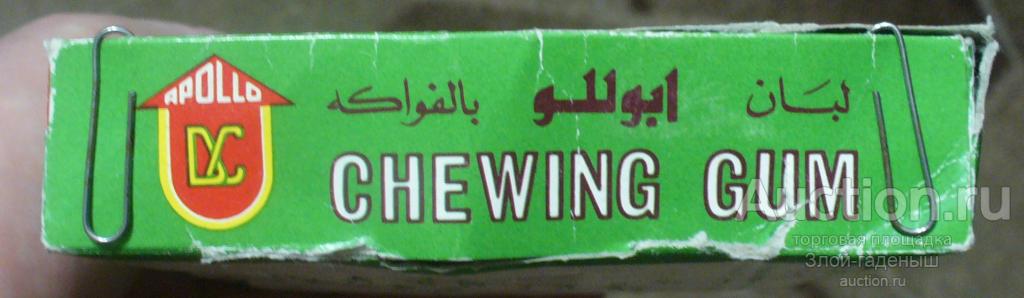 APOLLO
DC
لبان ابوللو بالفواكه
CHEWING GUM
Auction.ru
торговая площадка
Злой-гаденыш
auction.ru